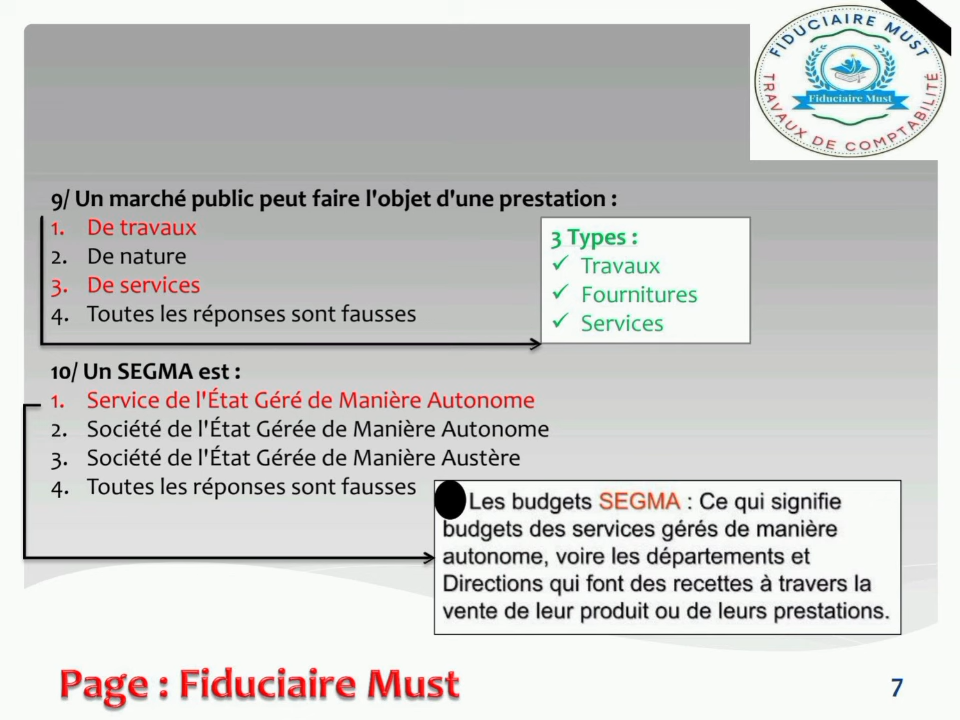 FIDUCIAIRE MUST
Fiduciaire Must
TRAVAUX DE COMPTABILITÉ
9/ Un marché public peut faire l'objet d'une prestation :
1. De travaux
2. De nature
3. De services
4. Toutes les réponses sont fausses
3 Types :
✓ Travaux
✓ Fournitures
✓ Services
10/ Un SEGMA est :
1. Service de l'État Géré de Manière Autonome
2. Société de l'État Gérée de Manière Autonome
3. Société de l'État Gérée de Manière Austère
4. Toutes les réponses sont fausses
Les budgets SEGMA : Ce qui signifie
budgets des services gérés de manière
autonome, voire les départements et
Directions qui font des recettes à travers la
vente de leur produit ou de leurs prestations.
Page : Fiduciaire Must
7